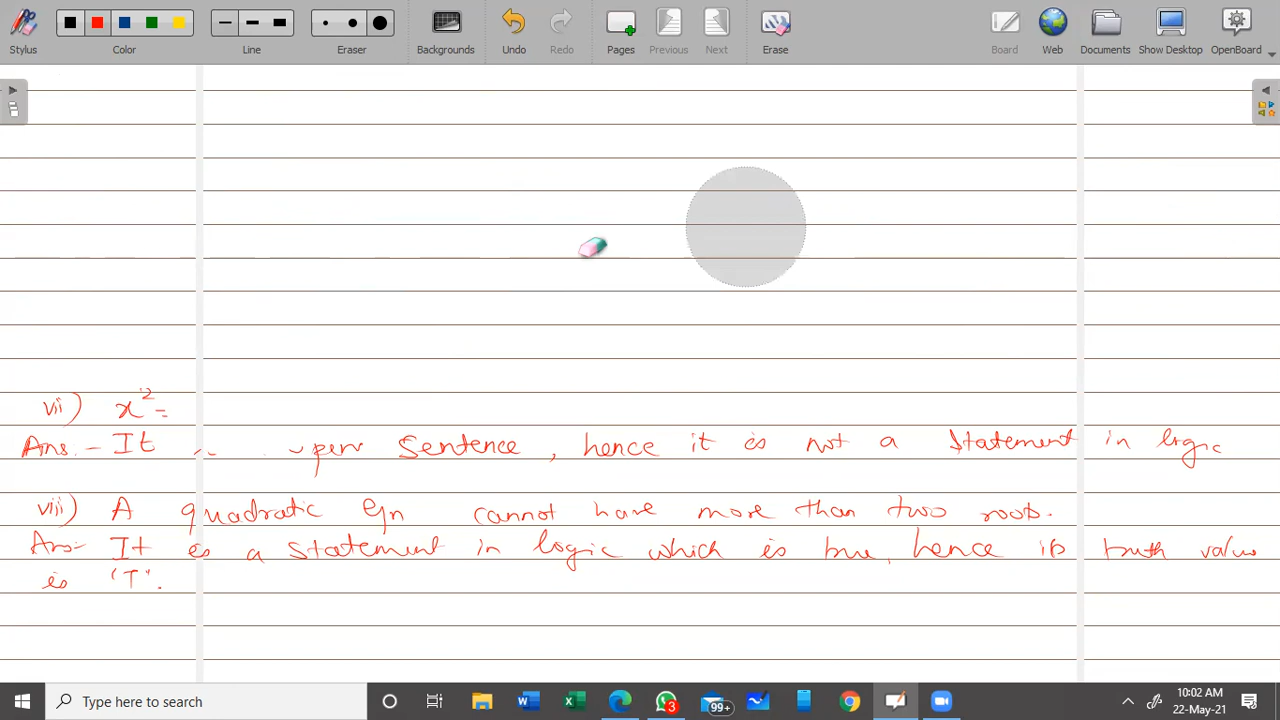 Stylus
Color
Line
Eraser
Backgrounds
Undo
Redo
Pages
Previous
Next
Erase
Board
Web
Documents
Show Desktop
OpenBoard
vii) x² =
Ans. - It open Sentence, hence it is not a Statement in logic
viii) A quadratic Eqn cannot have more than two roots.
Ans- It is a statement in logic which is true, hence its truth value
is 'T'.
Type here to search
3
99+
10:02 AM
22-May-21